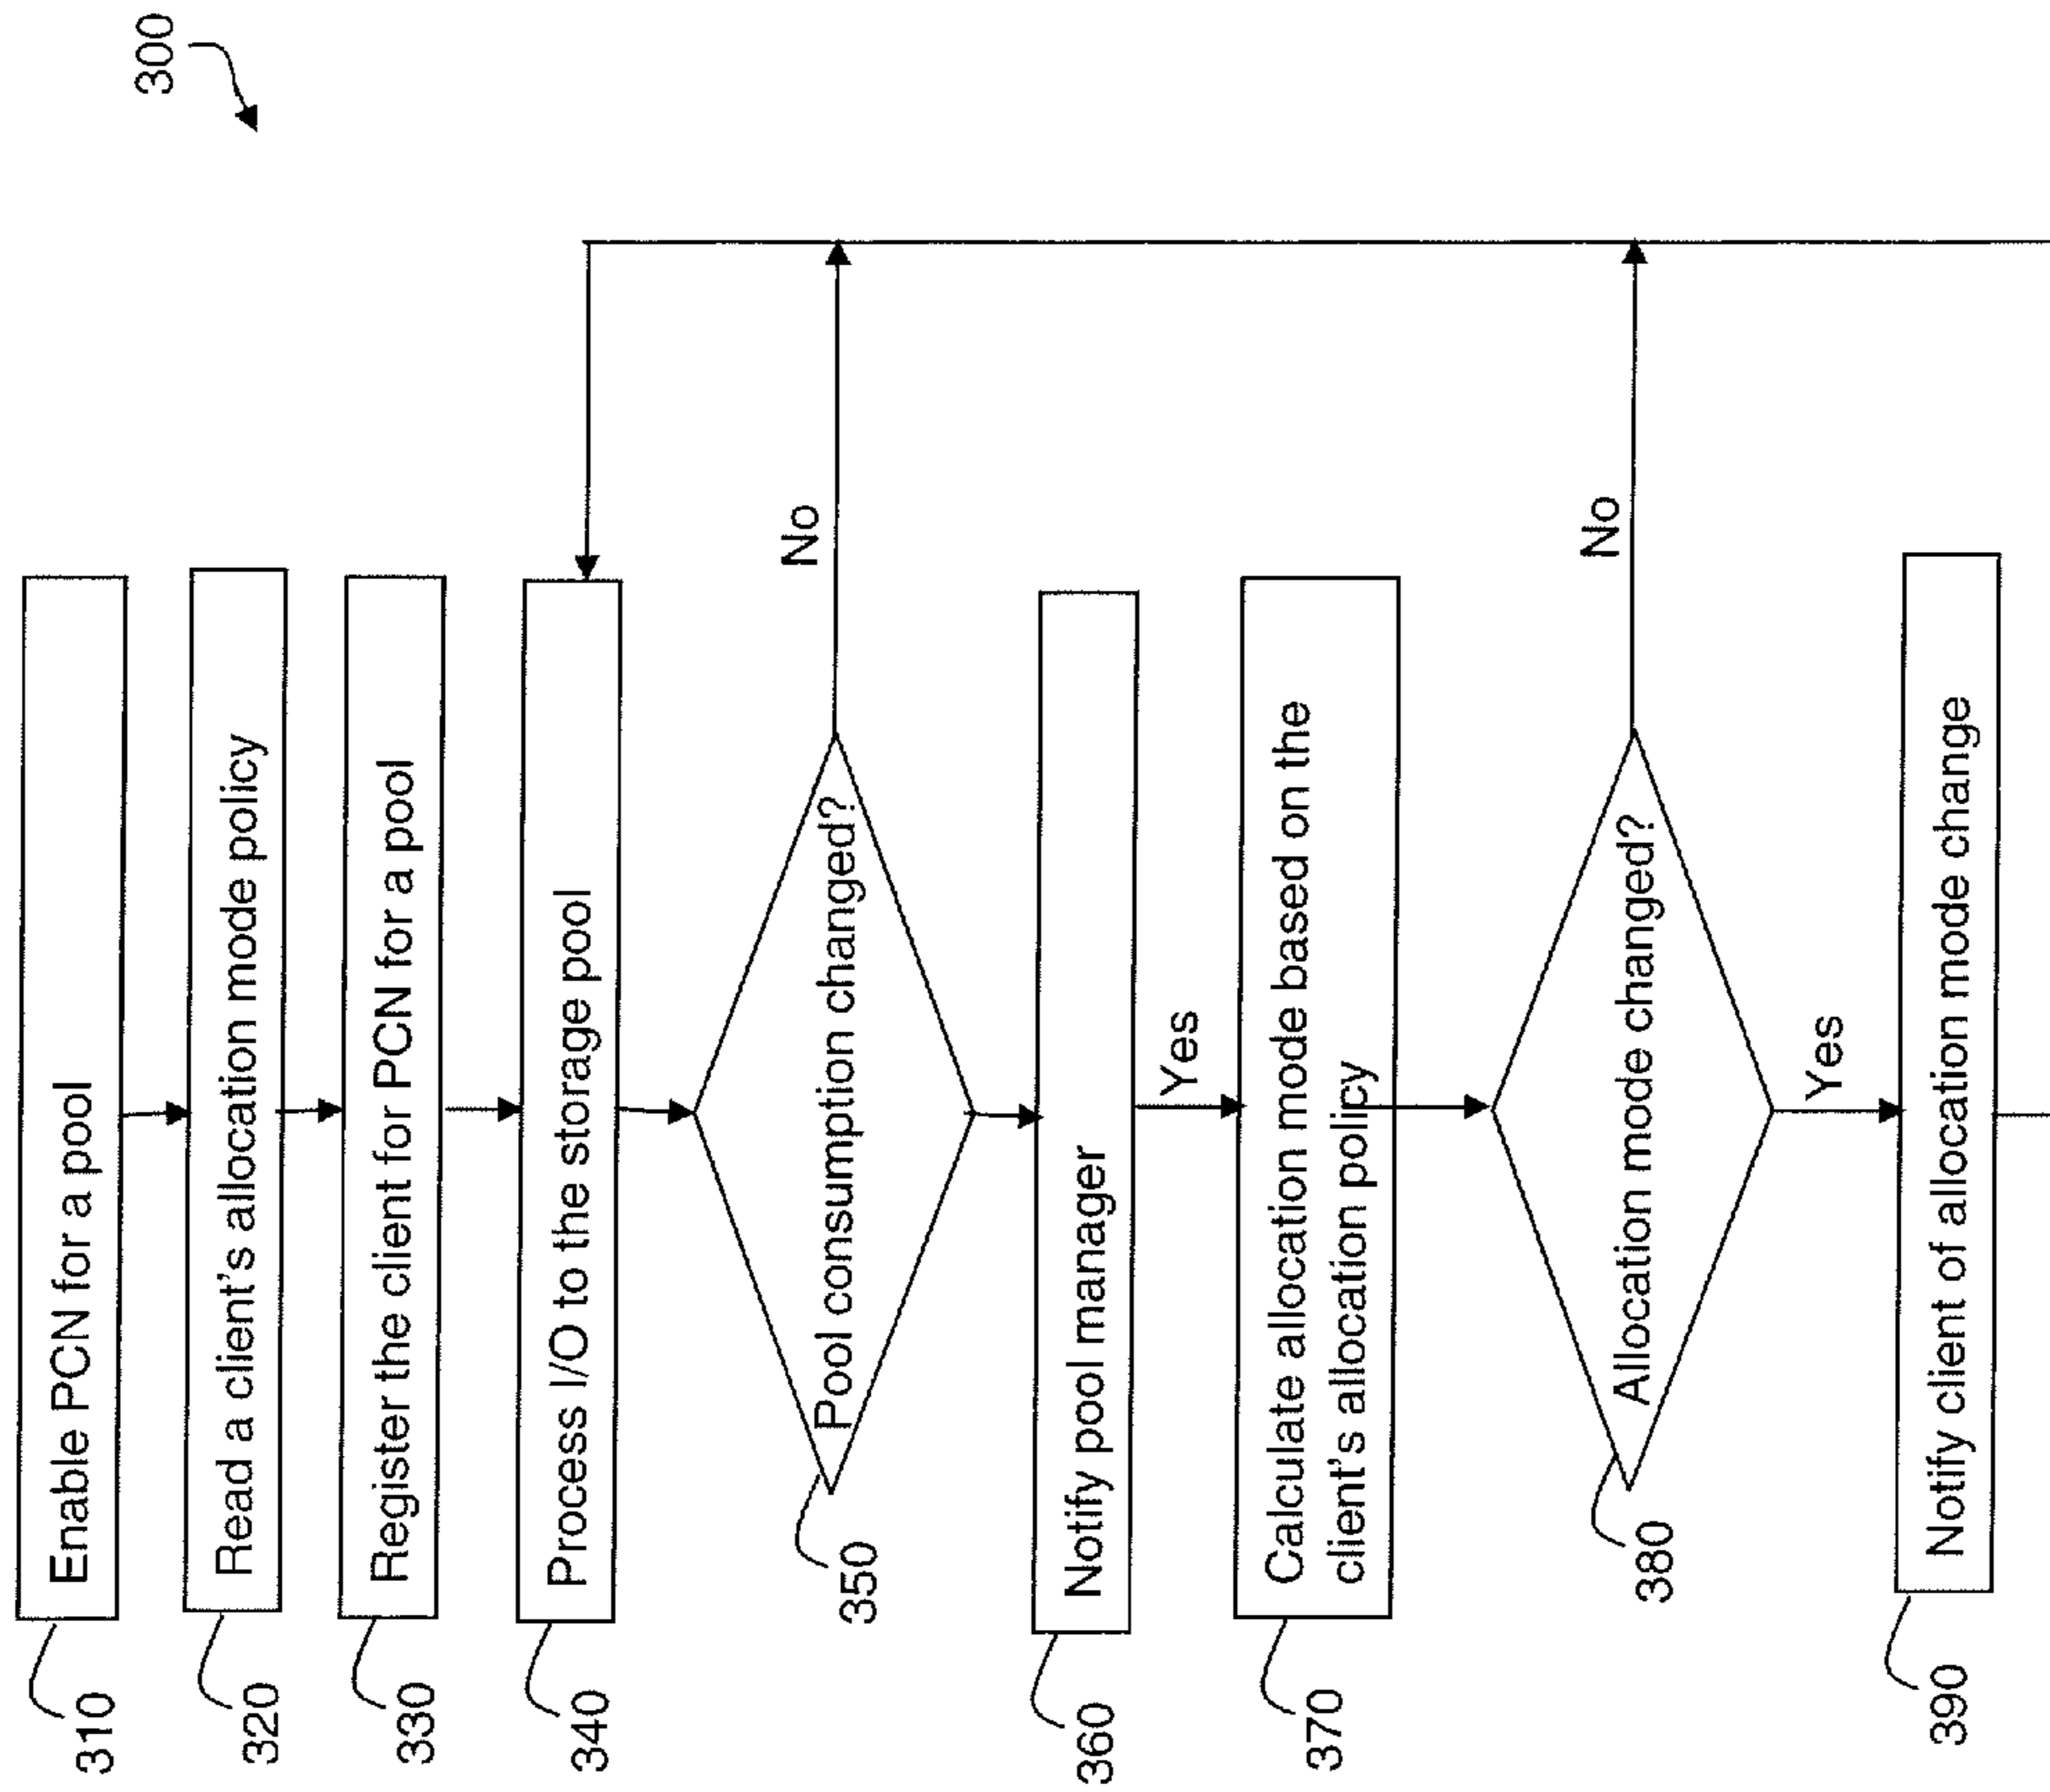 300
310
Enable PCN for a pool
320
Read a client's allocation mode policy
330
Register the client for PCN for a pool
340
Process I/O to the storage pool
350
Pool consumption changed?
No
360
Notify pool manager
Yes
370
Calculate allocation mode based on the
client's allocation policy
380
Allocation mode changed?
No
Yes
390
Notify client of allocation mode change